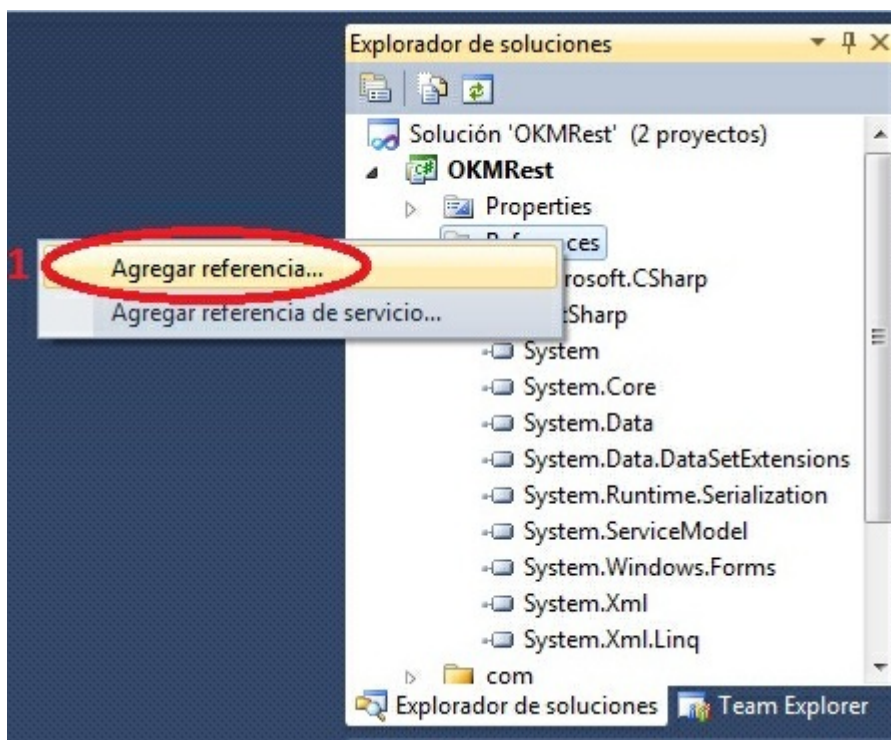 Explorador de soluciones
Solución 'OKMRest' (2 proyectos)
OKMRest
Properties
1
Agregar referencia...
Agregar referencia de servicio...
System
System.Core
System.Data
System.Data.DataSetExtensions
System.Runtime.Serialization
System.ServiceModel
System.Windows.Forms
System.Xml
System.Xml.Linq
com
Explorador de soluciones
Team Explorer